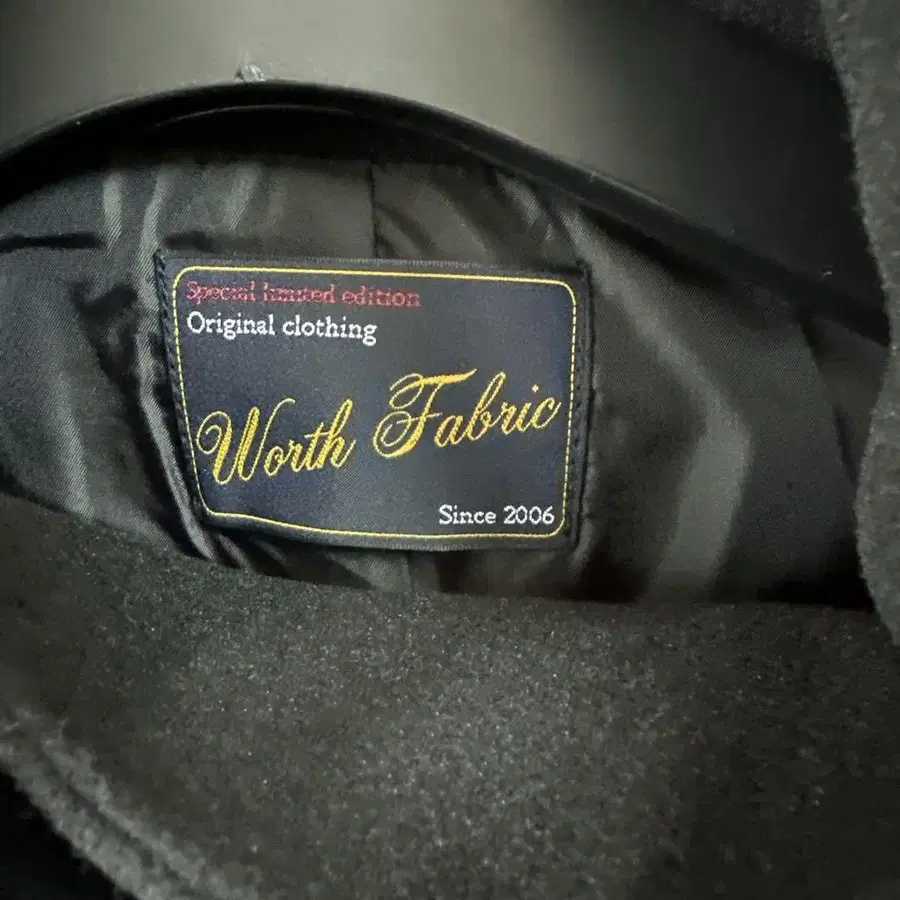 Special limited edition
Original clothing
Worth Fabric
Since 2006